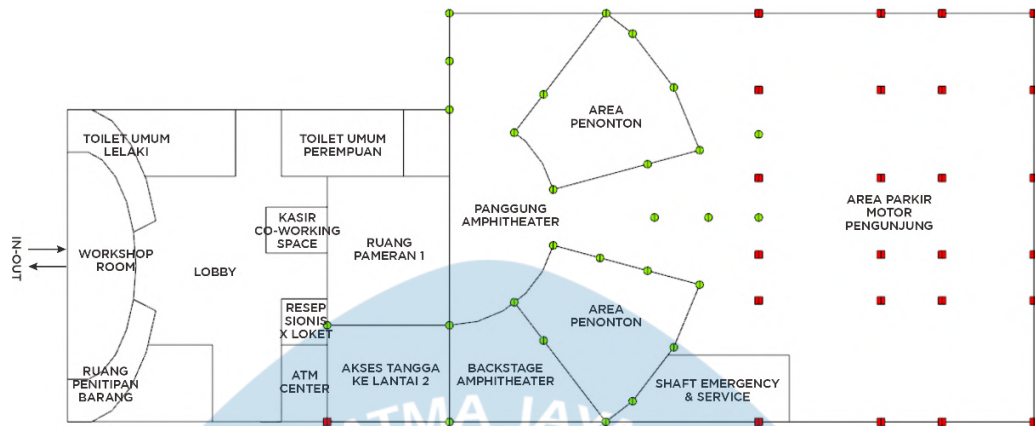 TOILET UMUM
LELAKI
TOILET UMUM
PEREMPUAN
AREA
PENONTON
KASIR
CO-WORKING
SPACE
PANGGUNG
AMPHITHEATER
AREA PARKIR
MOTOR
PENGUNJUNG
IN-OUT
WORKSHOP
ROOM
LOBBY
RUANG
PAMERAN 1
RESEP
SIONIS
X LOKET
AREA
PENONTON
RUANG
PENITIPAN
BARANG
ATM
CENTER
AKSES TANGGA
KE LANTAI 2
BACKSTAGE
AMPHITHEATER
SHAFT EMERGENCY
& SERVICE
ATMA JAYA